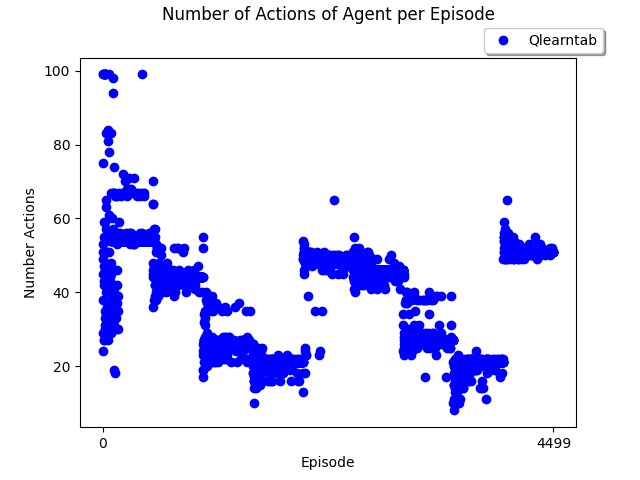 Number of Actions of Agent per Episode
Qlearntab
100
80
60
40
20
Number Actions
0
4499
Episode